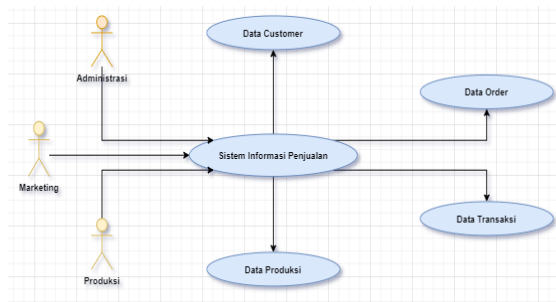 Data Customer
Administrasi
Data Order
Sistem Informasi Penjualan
Marketing
Data Transaksi
Data Produksi
Produksi